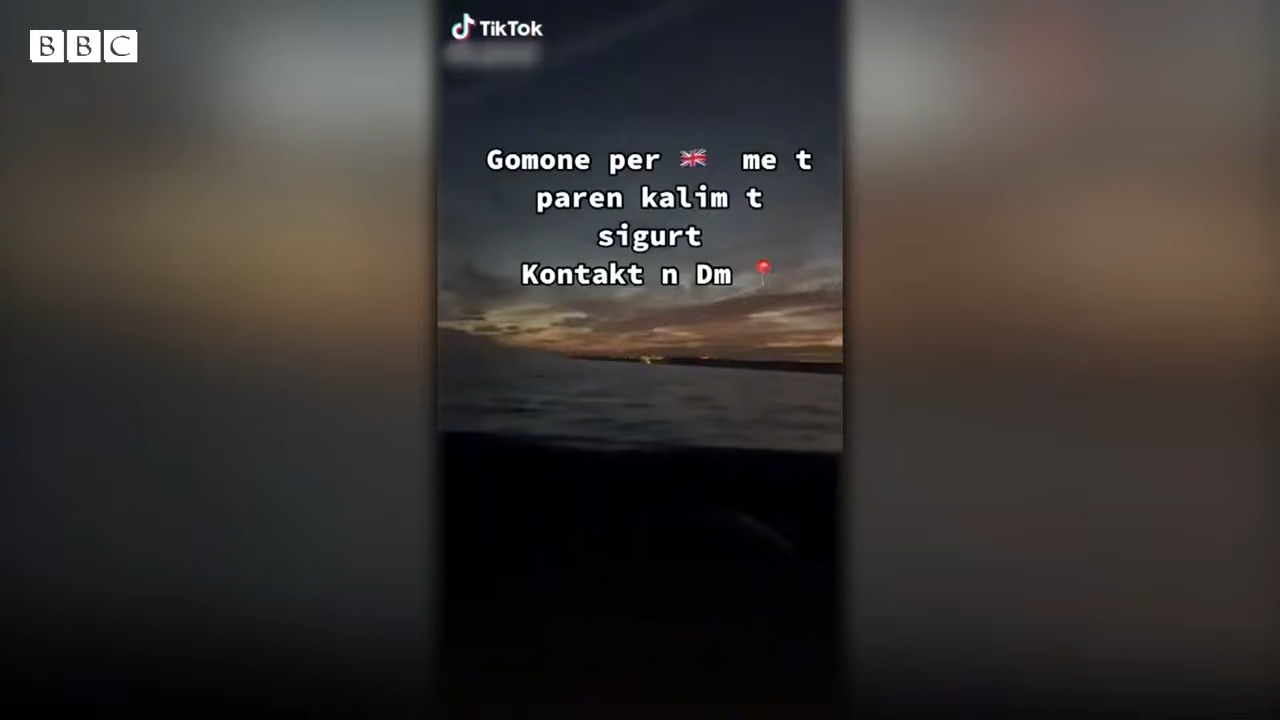 BBC
TikTok
Gomone per 🇬🇧 me t
paren kalim t
sigurt
Kontakt n Dm 📍